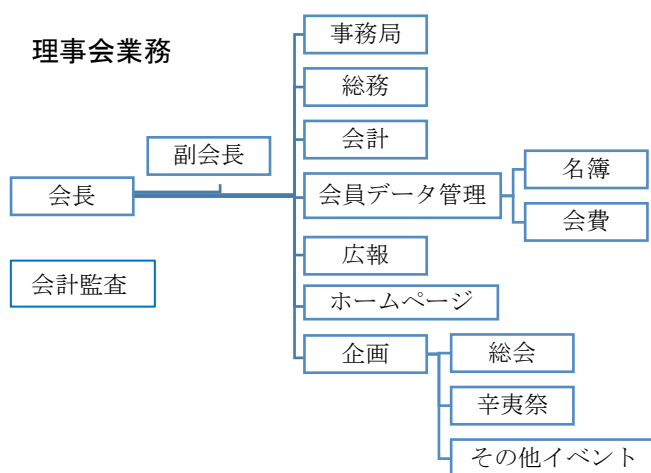 理事会業務
事務局
総務
会計
副会長
会長
会員データ管理
名簿
会費
会計監査
広報
ホームページ
企画
総会
辛夷祭
その他イベント